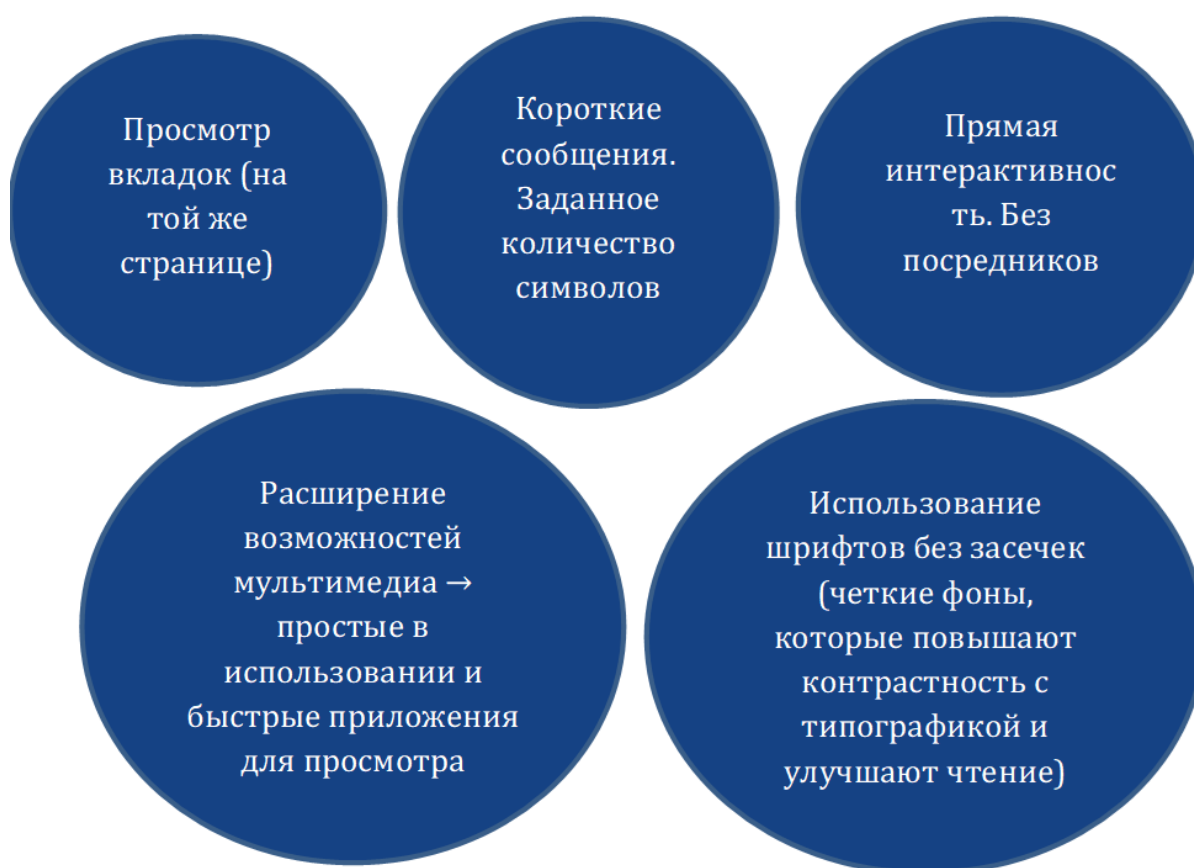 Просмотр
вкладок (на
той же
странице)
Короткие
сообщения.
Заданное
количество
символов
Прямая
интерактивнос
ть. Без
посредников
Расширение
возможностей
мультимедиа →
простые в
использовании и
быстрые приложения
для просмотра
Использование
шрифтов без засечек
(четкие фоны,
которые повышают
контрастность с
типографикой и
улучшают чтение)